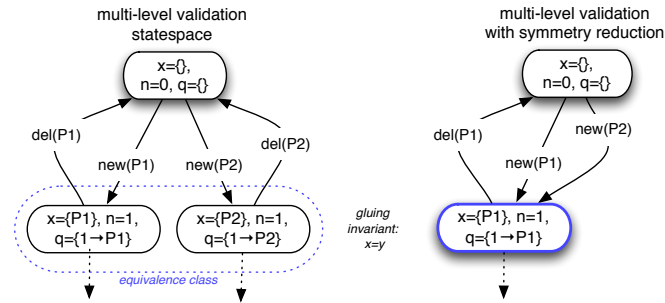 multi-level validation
statespace
x={},
n=0, q={}
del(P1)
new(P1)
new(P2)
del(P2)
x={P1}, n=1,
q={1→P1}
x={P2}, n=1,
q={1→P2}
equivalence class
gluing
invariant:
x=y
multi-level validation
with symmetry reduction
x={},
n=0, q={}
del(P1)
new(P1)
new(P2)
x={P1}, n=1,
q={1→P1}